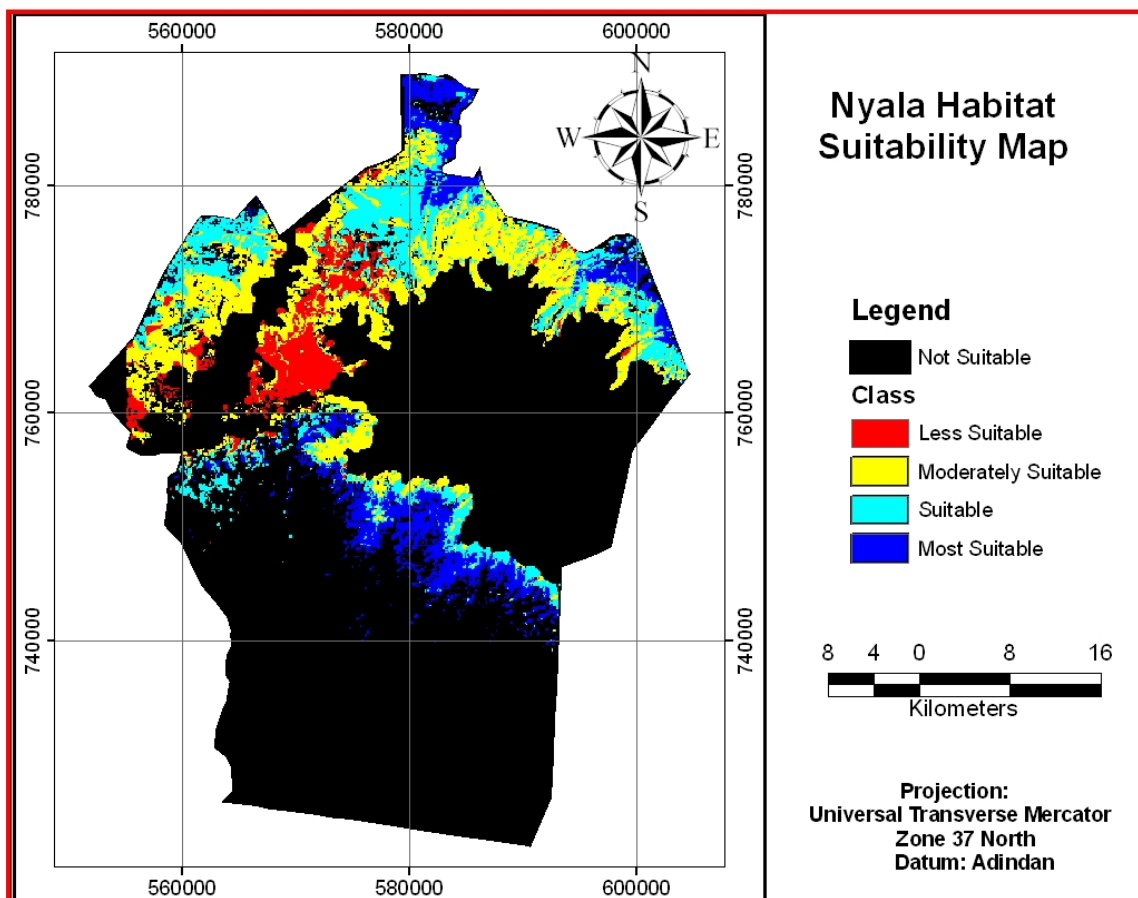 560000 580000 600000
N
W E
S
780000 780000
760000 760000
740000 740000
560000 580000 600000
Nyala Habitat
Suitability Map
Legend
Not Suitable
Class
Less Suitable
Moderately Suitable
Suitable
Most Suitable
8 4 0 8 16
Kilometers
Projection:
Universal Transverse Mercator
Zone 37 North
Datum: Adindan